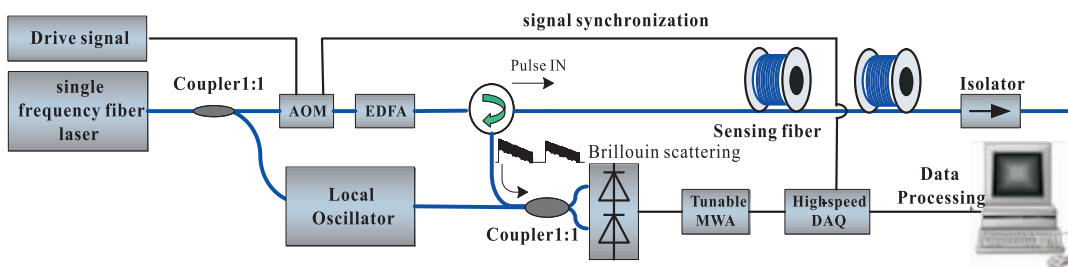 signal synchronization
Drive signal
single
frequency fiber
laser
Coupler1:1
AOM
EDFA
Pulse IN
Sensing fiber
Isolator
Brillouin scattering
Local
Oscillator
Coupler1:1
Tunable
MWA
High-speed
DAQ
Data
Processing